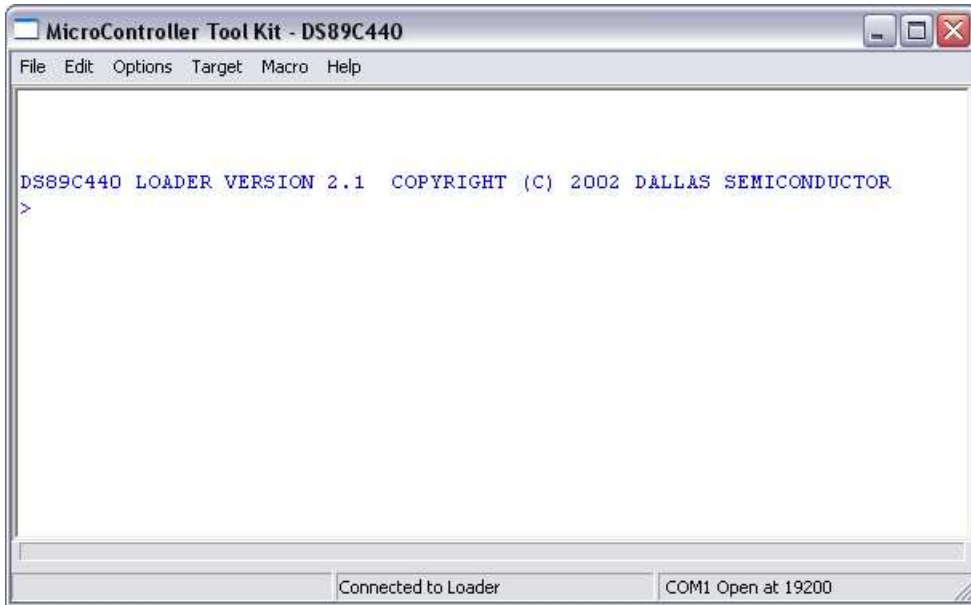 MicroController Tool Kit - DS89C440
File Edit Options Target Macro Help
DS89C440 LOADER VERSION 2.1  COPYRIGHT (C) 2002 DALLAS SEMICONDUCTOR
>
Connected to Loader COM1 Open at 19200